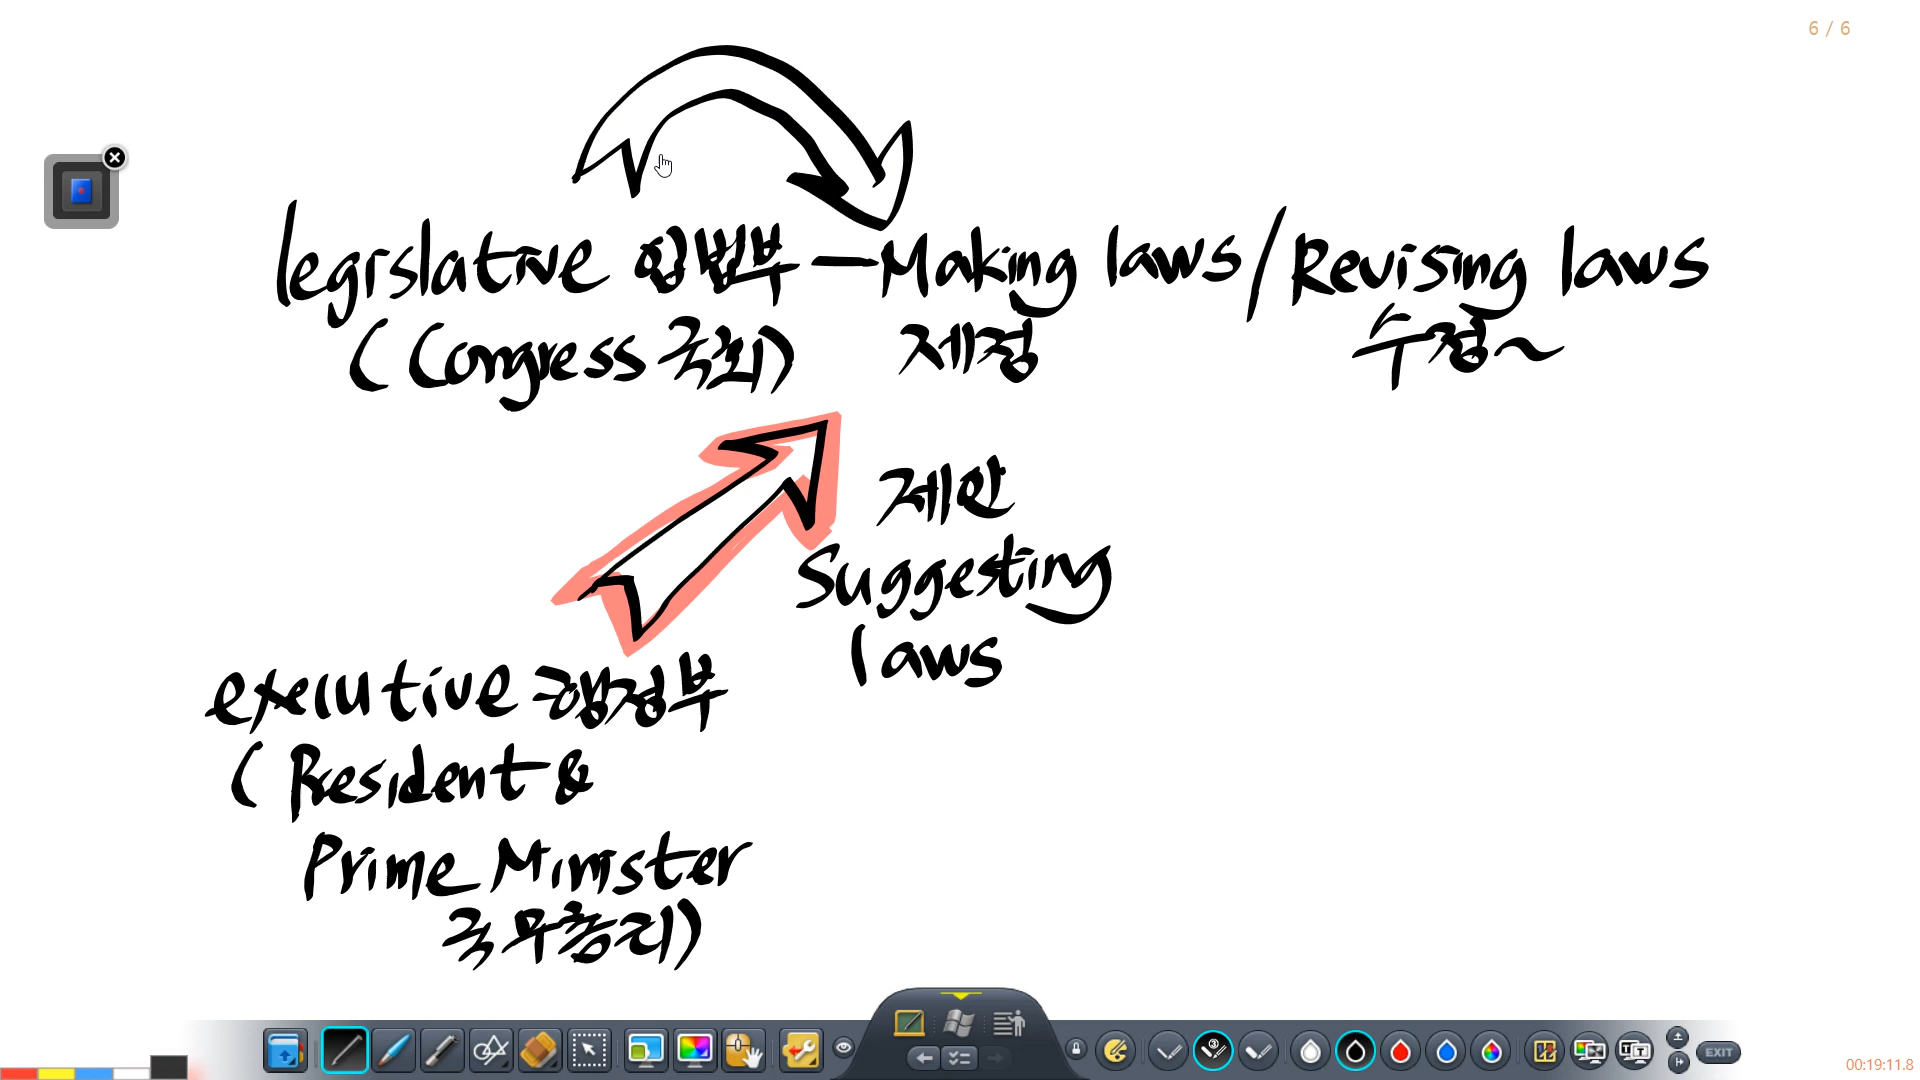 6 / 6
legislative 입법부 — Making laws / Revising laws
(Congress 국회) 제정 수정~
제안
Suggesting
laws
executive 행정부
(President &
Prime Minister
국무총리)
EXIT
00:19:11.8